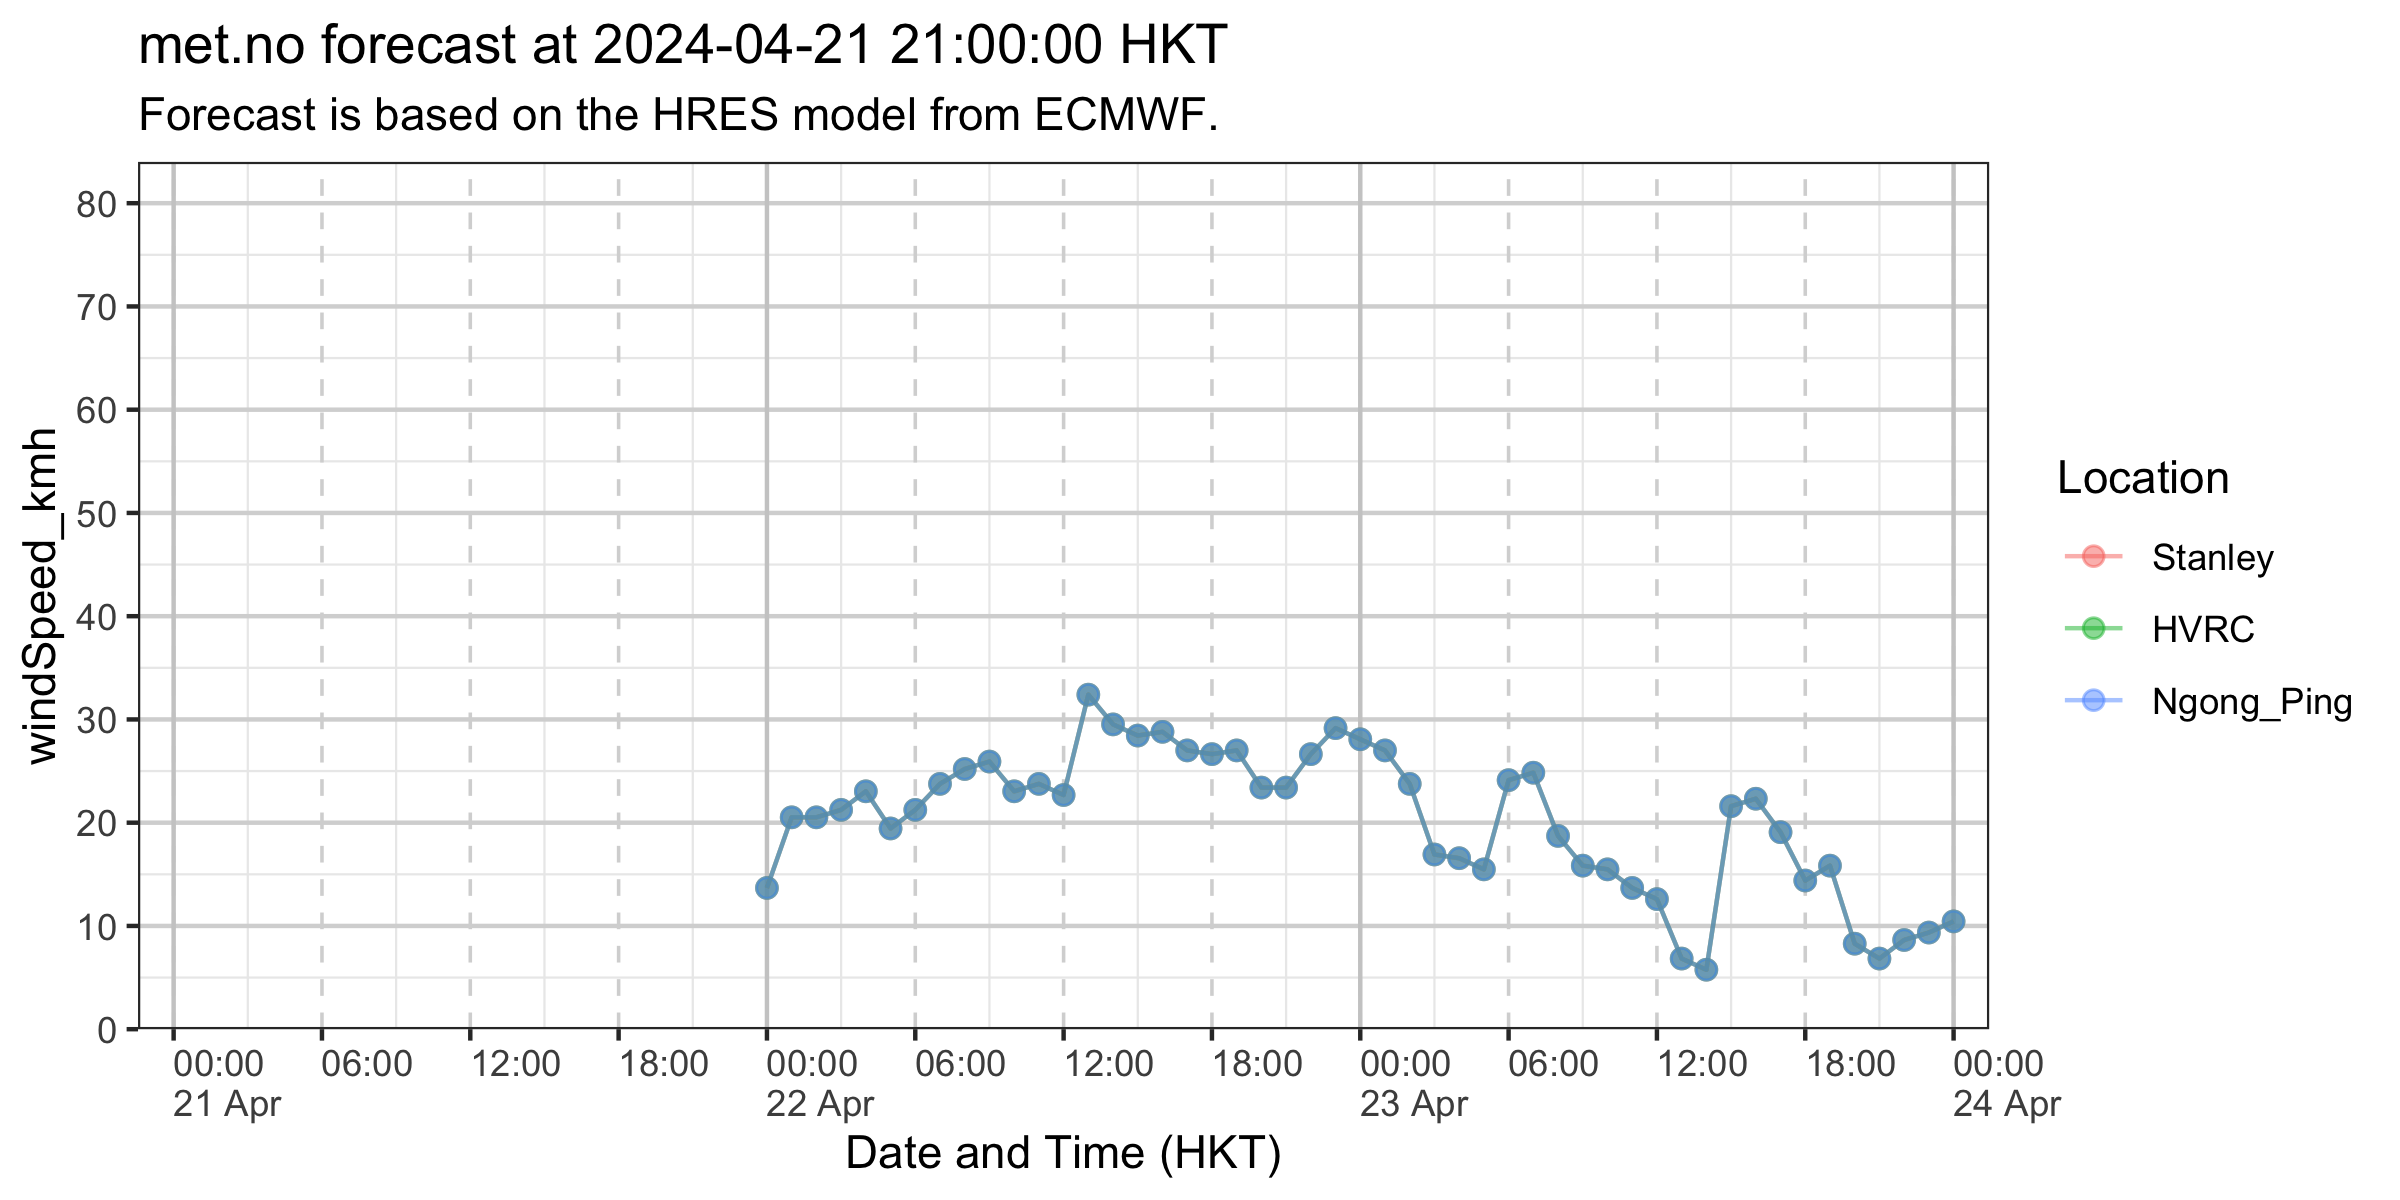 met.no forecast at 2024-04-21 21:00:00 HKT
Forecast is based on the HRES model from ECMWF.
windSpeed_kmh
80
70
60
50
40
30
20
10
0
00:00 06:00 12:00 18:00 00:00 06:00 12:00 18:00 00:00 06:00 12:00 18:00 00:00
21 Apr 22 Apr 23 Apr 24 Apr
Date and Time (HKT)
Location
Stanley
HVRC
Ngong_Ping